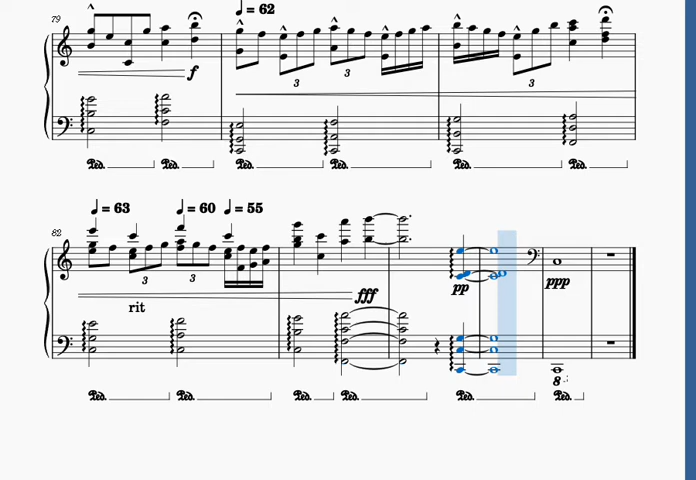 79
♩ = 62
3 3 3
f
Ped. Ped. Ped. Ped. Ped. Ped.
♩ = 63 ♩ = 60 ♩ = 55
82
3 3
rit
fff
pp
ppp
8
Ped. Ped. Ped. Ped. Ped. Ped.